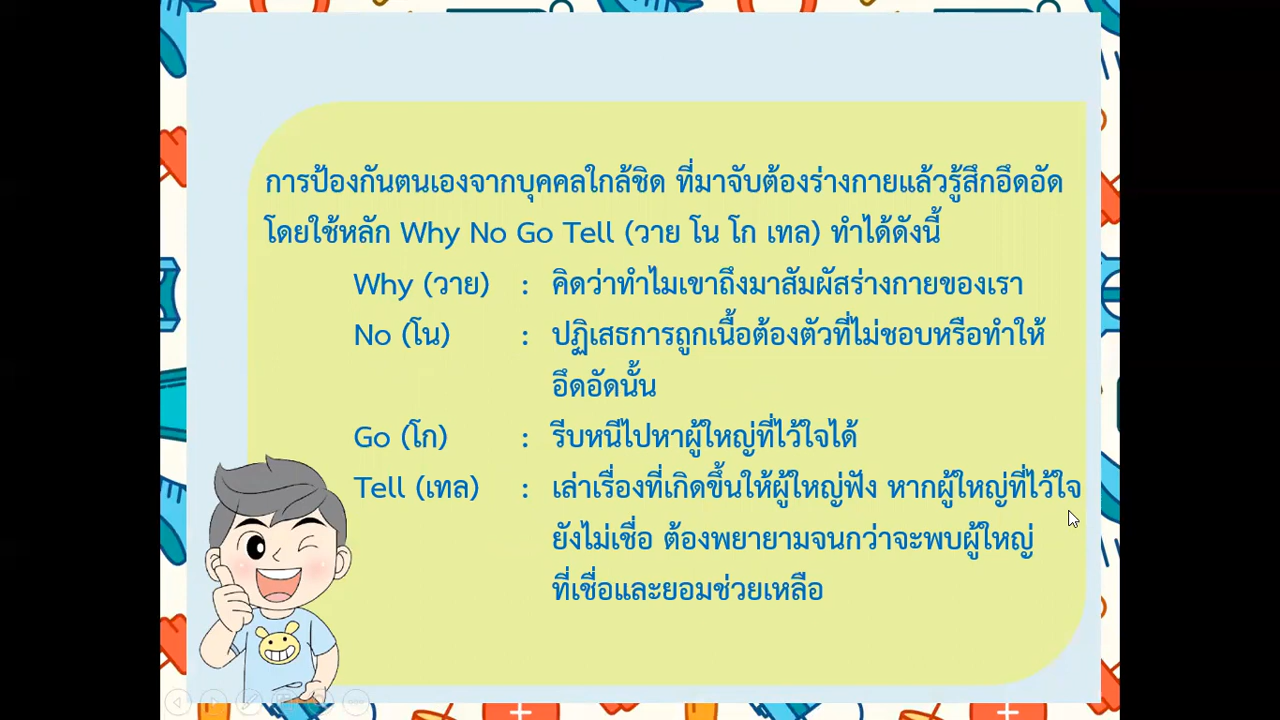 การป้องกันตนเองจากบุคคลใกล้ชิด ที่มาจับต้องร่างกายแล้วรู้สึกอึดอัด
โดยใช้หลัก Why No Go Tell (วาย โน โก เทล) ทำได้ดังนี้
Why (วาย) : คิดว่าทำไมเขาถึงมาสัมผัสร่างกายของเรา
No (โน) : ปฏิเสธการถูกเนื้อต้องตัวที่ไม่ชอบหรือทำให้
อึดอัดนั้น
Go (โก) : รีบหนีไปหาผู้ใหญ่ที่ไว้ใจได้
Tell (เทล) : เล่าเรื่องที่เกิดขึ้นให้ผู้ใหญ่ฟัง หากผู้ใหญ่ที่ไว้ใจ
ยังไม่เชื่อ ต้องพยายามจนกว่าจะพบผู้ใหญ่
ที่เชื่อและยอมช่วยเหลือ